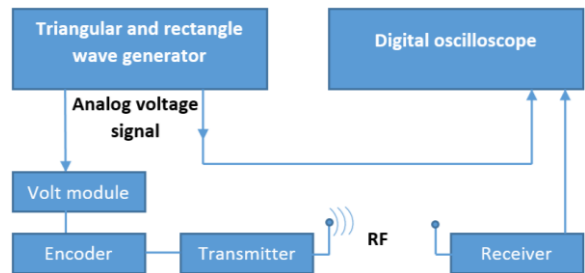 Triangular and rectangle
wave generator
Digital oscilloscope
Analog voltage
signal
Volt module
RF
Encoder
Transmitter
Receiver